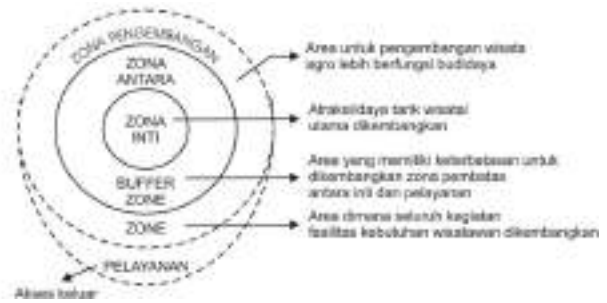 ZONA PENGEMBANGAN
ZONA
ANTARA
ZONA
INTI
BUFFER
ZONE
ZONE
PELAYANAN
Akses keluar
Area untuk pengembangan wisata
agro lebih berfungsi budidaya
Atraksi/daya tarik wisatai
utama dikembangkan
Area yang memiliki keterbatasan untuk
dikembangkan zona pembatas
antara inti dan pelayanan
Area dimana seluruh kegiatan
fasilitas kebutuhan wisatawan dikembangkan